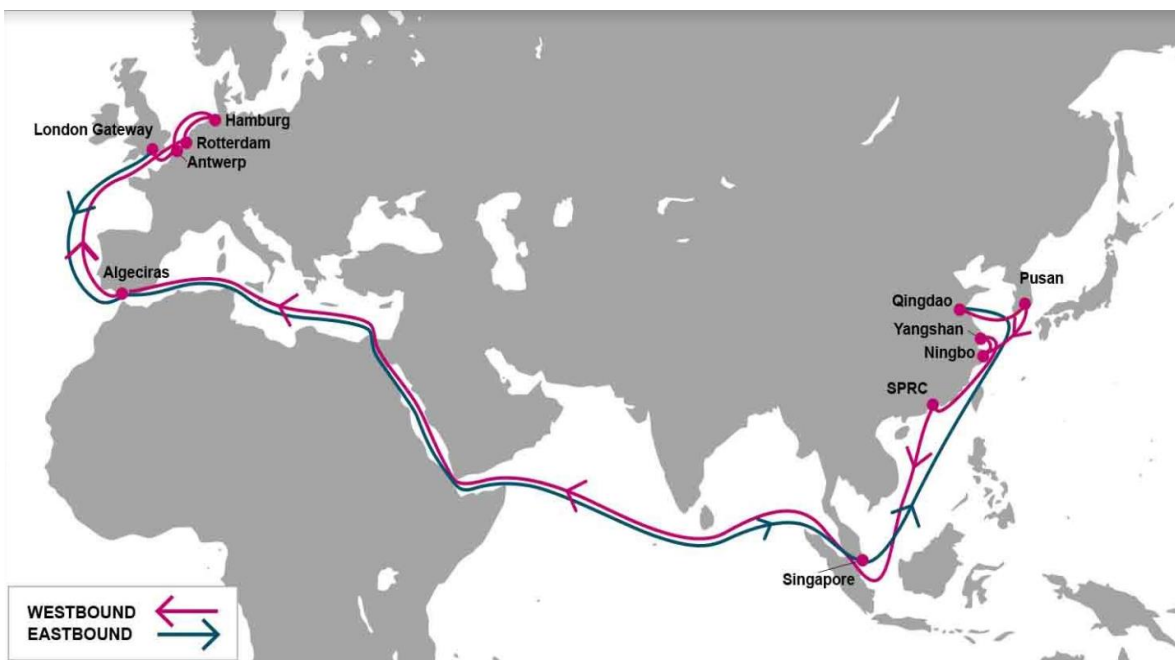 Hamburg
London Gateway
Rotterdam
Antwerp
Algeciras
Pusan
Qingdao
Yangshan
Ningbo
SPRC
Singapore
WESTBOUND
EASTBOUND